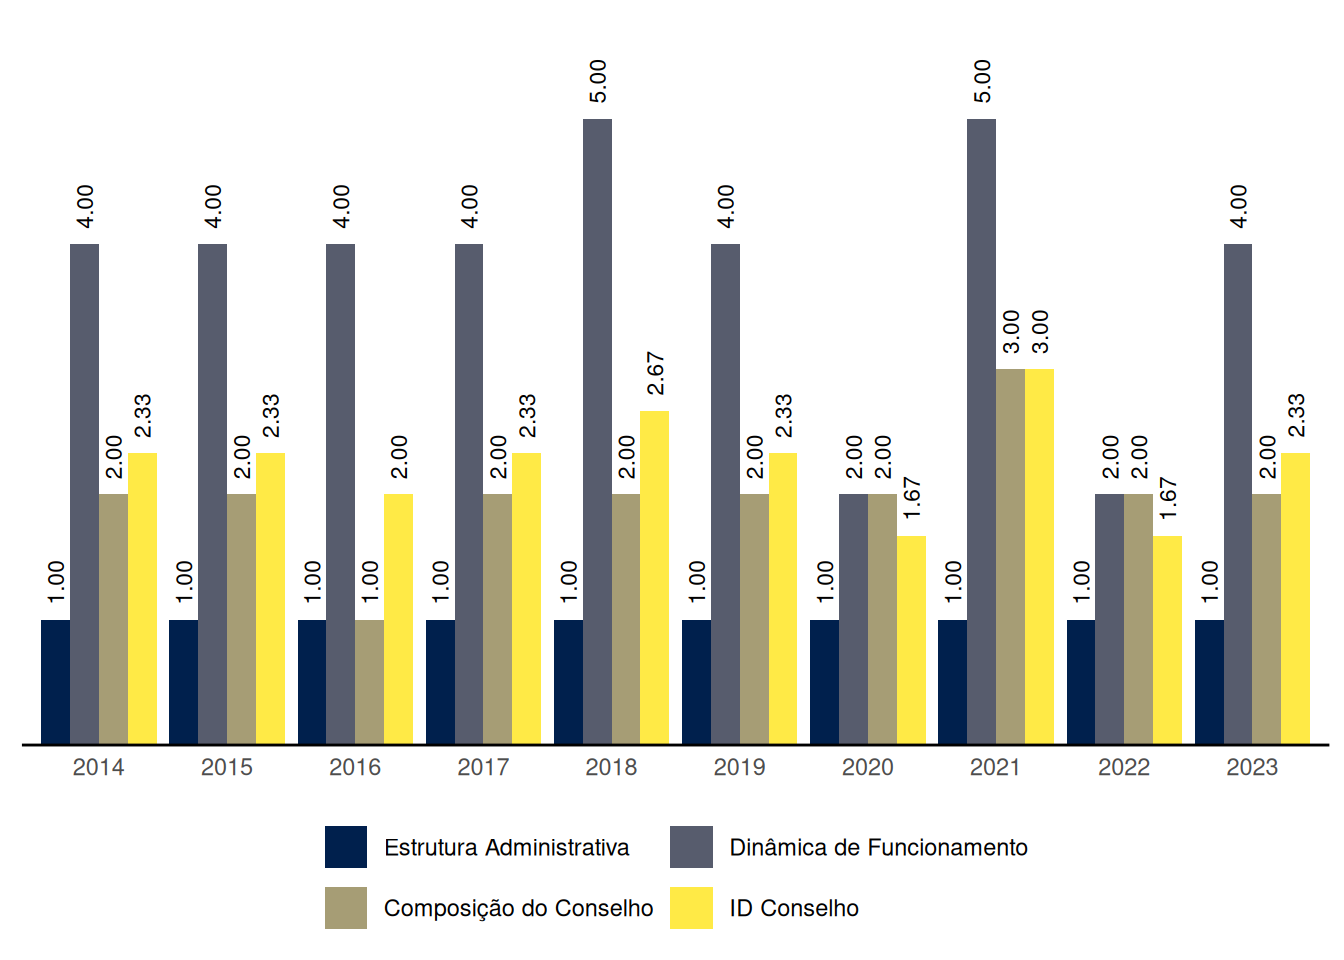 5.00 5.00
4.00 4.00 4.00 4.00 4.00 4.00
3.00 3.00
2.67
2.33 2.33 2.33 2.33 2.33
2.00 2.00 2.00 2.00 2.00 2.00 2.00 2.00 2.00 2.00 2.00
1.67 1.67
1.00 1.00 1.00 1.00 1.00 1.00 1.00 1.00 1.00 1.00 1.00
2014 2015 2016 2017 2018 2019 2020 2021 2022 2023
Estrutura Administrativa Dinâmica de Funcionamento
Composição do Conselho ID Conselho